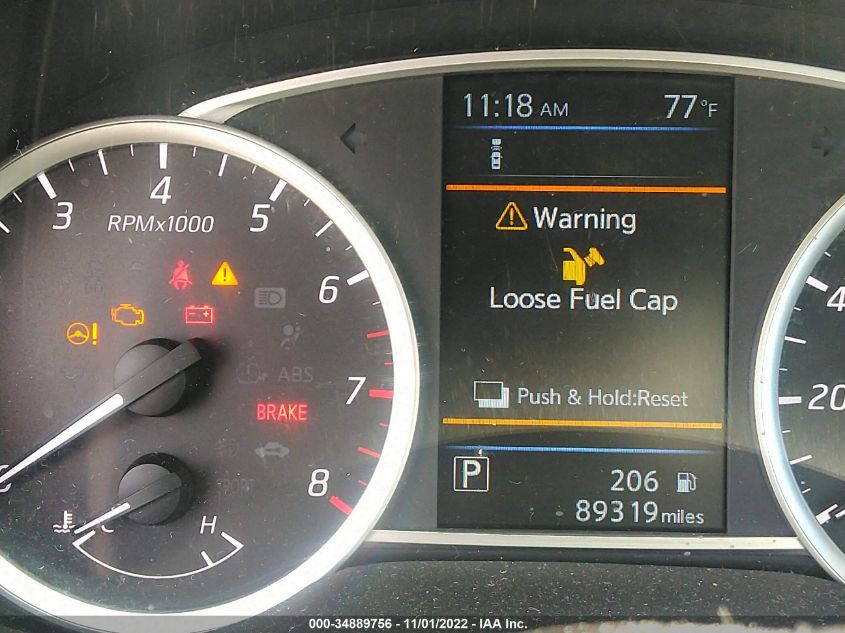 11:18 AM 77°F
4
3 5
RPMx1000
Warning
6
Loose Fuel Cap
4
ABS
7
Push & Hold:Reset
20
BRAKE
P
206
8
C H
89319 miles
000-34889756 - 11/01/2022 - IAA Inc.